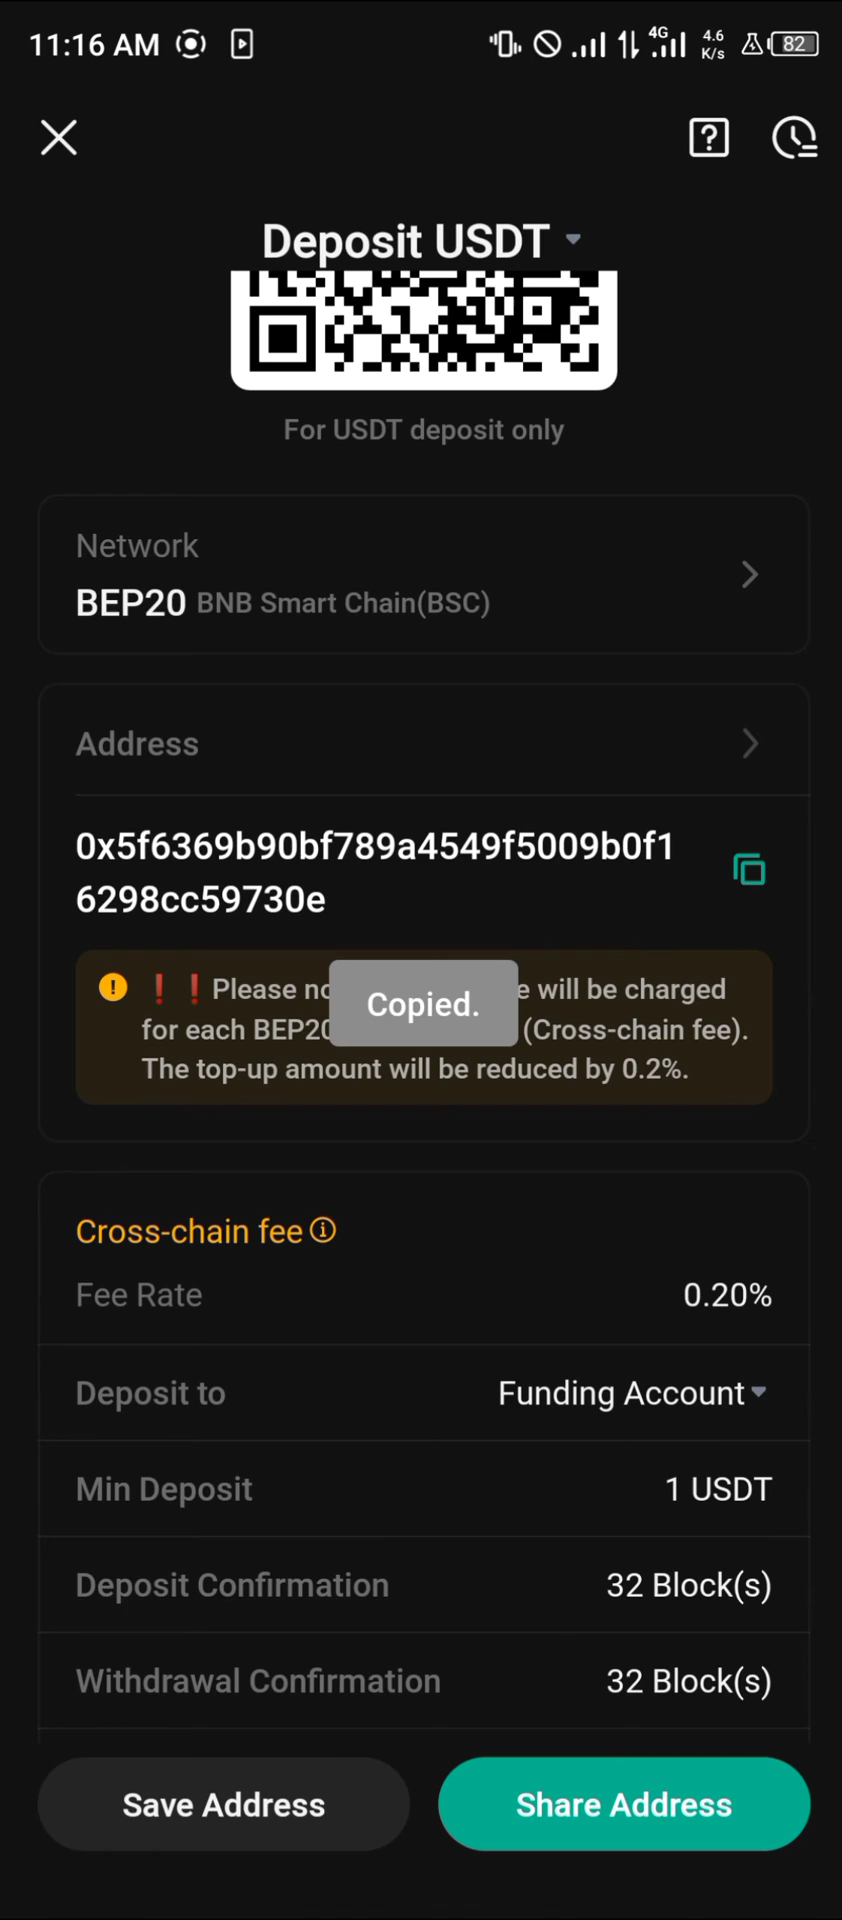 11:16 AM
4G
4.6
K/s
82
Deposit USDT
For USDT deposit only
Network
BEP20 BNB Smart Chain(BSC)
Address
0x5f6369b90bf789a4549f5009b0f1
6298cc59730e
❗❗Please
Copied.
will be charged
for each (Cross-chain fee).
The top-up amount will be reduced by 0.2%.
Cross-chain fee
Fee Rate 0.20%
Deposit to Funding Account
Min Deposit 1 USDT
Deposit Confirmation 32 Block(s)
Withdrawal Confirmation 32 Block(s)
Save Address Share Address